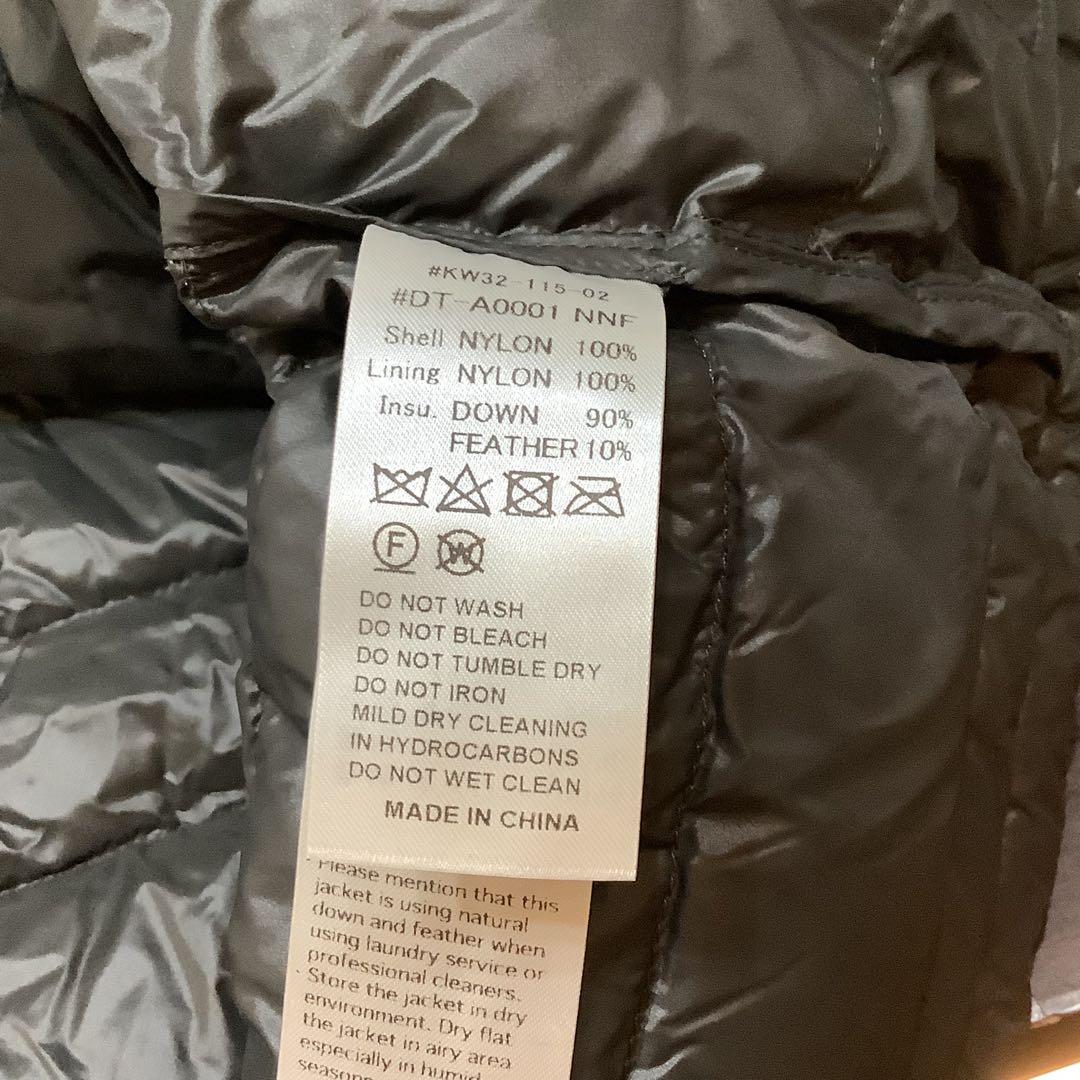 #KW32-115-02
#DT-A0001 NNF
Shell NYLON 100%
Lining NYLON 100%
Insu. DOWN 90%
FEATHER 10%
F W
DO NOT WASH
DO NOT BLEACH
DO NOT TUMBLE DRY
DO NOT IRON
MILD DRY CLEANING
IN HYDROCARBONS
DO NOT WET CLEAN
MADE IN CHINA
· Please mention that this
jacket is using natural
down and feather when
using laundry service or
professional cleaners.
· Store the jacket in dry
environment. Dry flat
the jacket in airy area
especially in humid
seasons